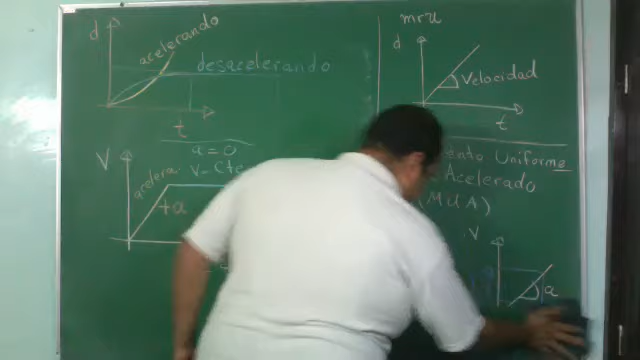 d
acelerando
desacelerando
t
V
acelera
+a
a=0
V-Cte
mru
d
Velocidad
t
Uniforme
Acelerado
(MUA)
V
a